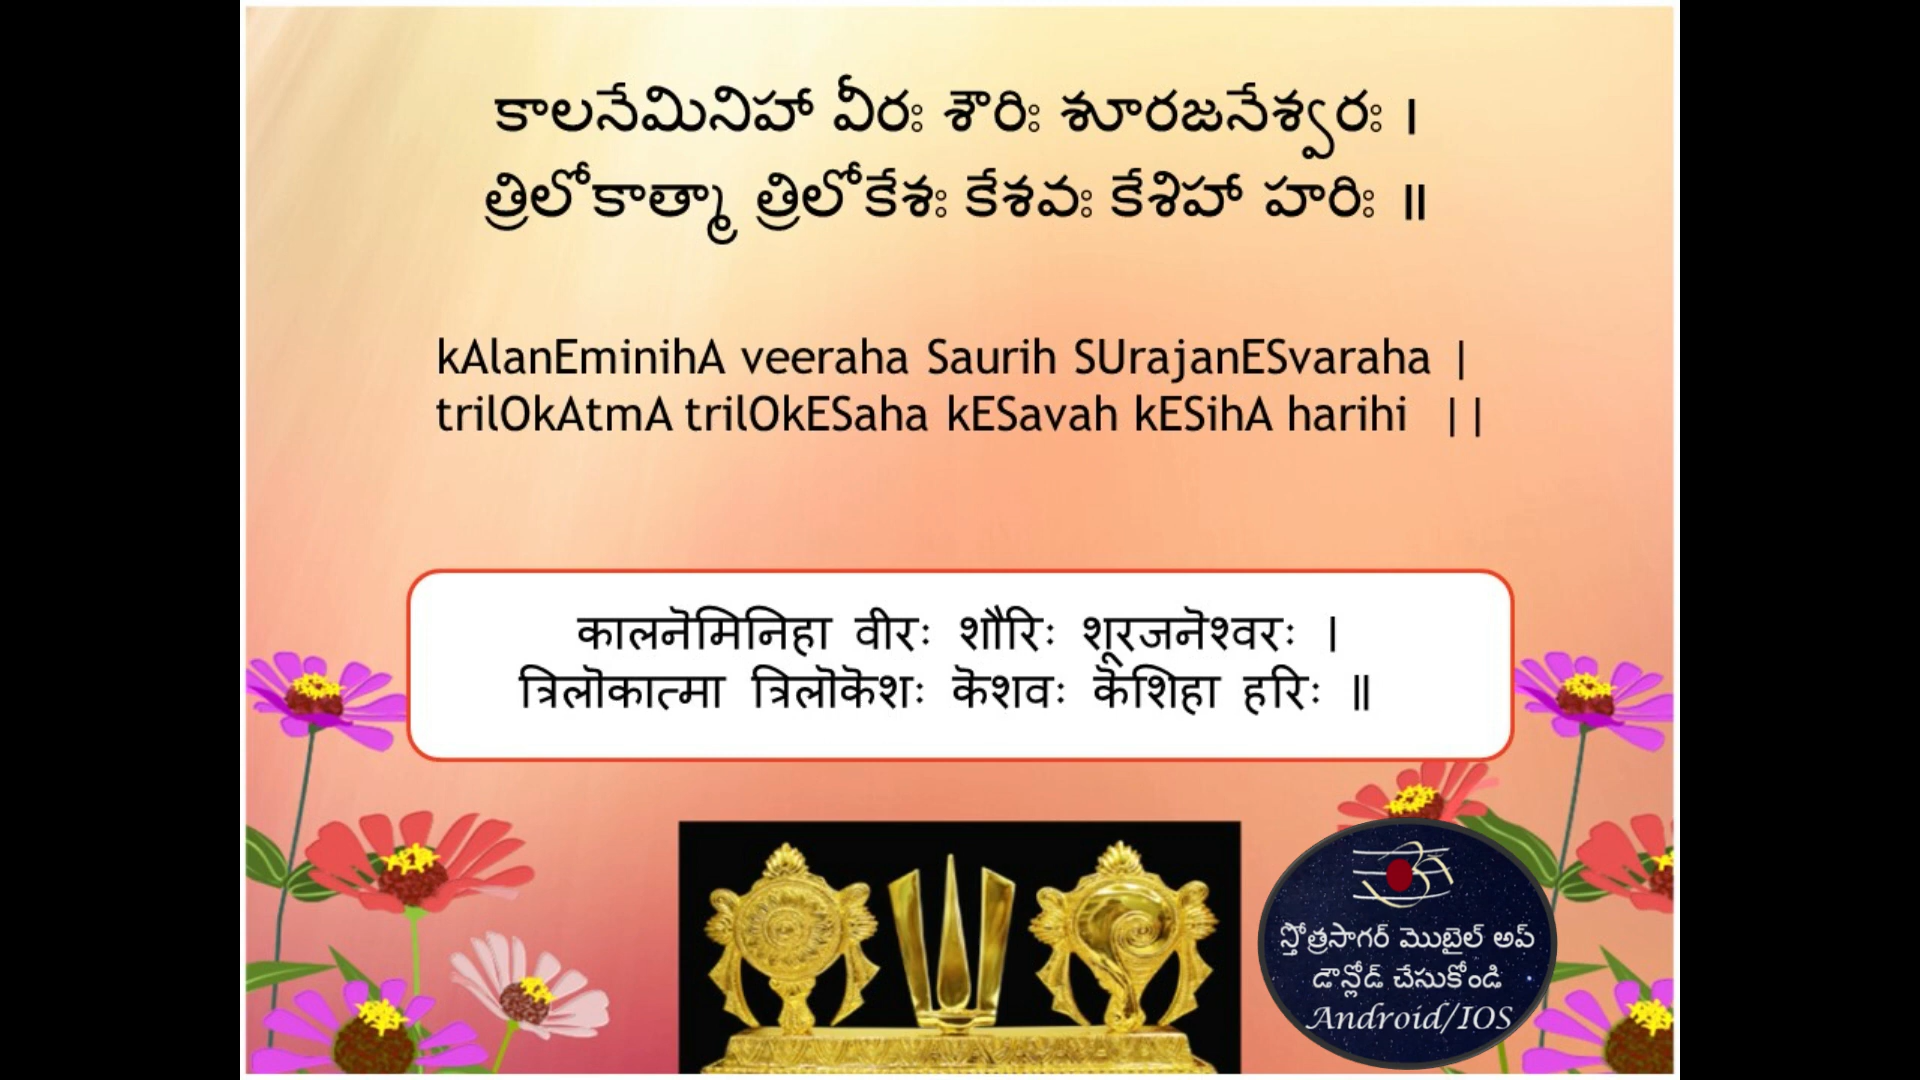 కాలనేమినిహా వీరః శౌరిః శూరజనేశ్వరః ।
త్రిలోకాత్మా త్రిలోకేశః కేశవః కేశిహా హరిః ॥
kAlanEminihA veeraha Saurih SUrajanESvaraha |
trilOkAtmA trilOkESaha kESavah kESihA harihi ||
कालनॆमिनिहा वीरः शौरिः शूरजनॆश्वरः ।
त्रिलॊकात्मा त्रिलॊकॆशः कॆशवः कॆशिहा हरिः ॥
స్తోత్రసాగర్ మొబైల్ అప్
డౌన్లోడ్ చేసుకోండి
Android/IOS